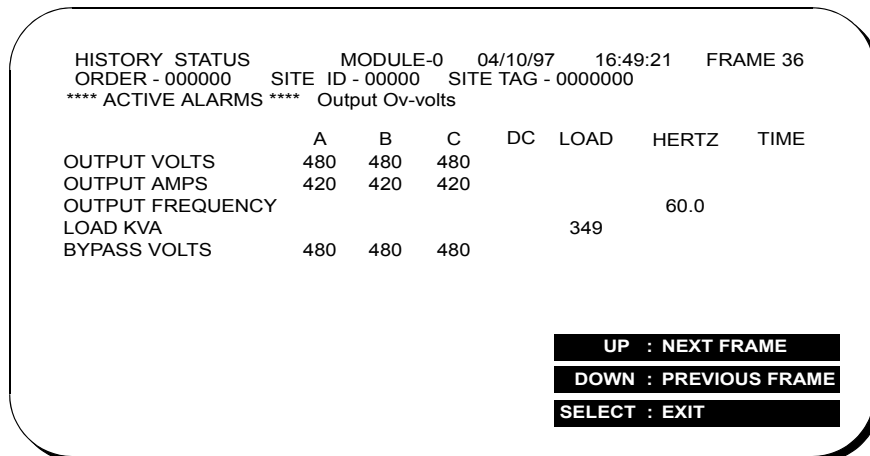 HISTORY STATUS MODULE-0 04/10/97 16:49:21 FRAME 36
ORDER - 000000 SITE ID - 00000 SITE TAG - 0000000
**** ACTIVE ALARMS **** Output Ov-volts
A B C DC LOAD HERTZ TIME
OUTPUT VOLTS 480 480 480
OUTPUT AMPS 420 420 420
OUTPUT FREQUENCY 60.0
LOAD KVA 349
BYPASS VOLTS 480 480 480
UP : NEXT FRAME
DOWN : PREVIOUS FRAME
SELECT : EXIT